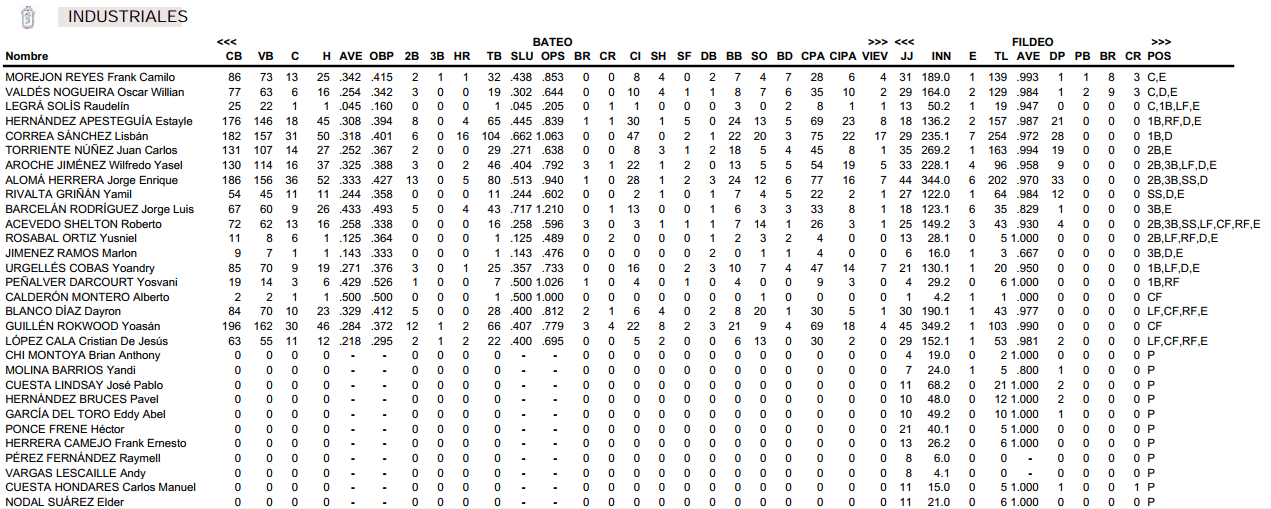 INDUSTRIALES
<<< BATEO >>> <<< FILDEO >>>
Nombre CB VB C H AVE OBP 2B 3B HR TB SLU OPS BR CR CI SH SF DB BB SO BD CPA CIPA VIEV JJ INN E TL AVE DP PB BR CR POS
MOREJON REYES Frank Camilo 86 73 13 25 .342 .415 2 1 1 32 .438 .853 0 0 8 4 0 2 7 4 7 28 6 4 31 189.0 1 139 .993 1 1 8 3 C,E
VALDÉS NOGUEIRA Oscar Willian 77 63 6 16 .254 .342 3 0 0 19 .302 .644 0 0 10 4 1 1 8 7 6 35 10 2 29 164.0 2 129 .984 1 2 9 3 C,D,E
LEGRÁ SOLÍS Raudelín 25 22 1 1 .045 .160 0 0 0 1 .045 .205 0 1 1 0 0 0 3 0 2 8 1 1 13 50.2 1 19 .947 0 0 0 0 C,1B,LF,E
HERNÁNDEZ APESTEGUÍA Estayle 176 146 18 45 .308 .394 8 0 4 65 .445 .839 1 1 30 1 5 0 24 13 5 69 23 8 18 136.2 2 157 .987 21 0 0 0 1B,RF,D,E
CORREA SÁNCHEZ Lisbán 182 157 31 50 .318 .401 6 0 16 104 .662 1.063 0 0 47 0 2 1 22 20 3 75 22 17 29 235.1 7 254 .972 28 0 0 0 1B,D
TORRIENTE NÚÑEZ Juan Carlos 131 107 14 27 .252 .367 2 0 0 29 .271 .638 0 0 8 3 1 2 18 5 4 45 8 1 35 269.2 1 163 .994 19 0 0 0 2B,E
AROCHE JIMÉNEZ Wilfredo Yasel 130 114 16 37 .325 .388 3 0 2 46 .404 .792 3 1 22 1 2 0 13 5 5 54 19 5 33 228.1 4 96 .958 9 0 0 0 2B,3B,LF,D,E
ALOMÁ HERRERA Jorge Enrique 186 156 36 52 .333 .427 13 0 5 80 .513 .940 1 0 28 1 2 3 24 12 6 77 16 7 44 344.0 6 202 .970 33 0 0 0 2B,3B,SS,D
RIVALTA GRIÑÁN Yamil 54 45 11 11 .244 .358 0 0 0 11 .244 .602 0 0 2 1 0 1 7 4 5 22 2 1 27 122.0 1 64 .984 12 0 0 0 SS,D,E
BARCELÁN RODRÍGUEZ Jorge Luis 67 60 9 26 .433 .493 5 0 4 43 .717 1.210 0 1 13 0 0 1 6 3 3 33 8 1 18 123.1 6 35 .829 1 0 0 0 3B,E
ACEVEDO SHELTON Roberto 72 62 13 16 .258 .338 0 0 0 16 .258 .596 3 0 3 1 1 1 7 14 1 26 3 1 25 149.2 3 43 .930 4 0 0 0 2B,3B,SS,LF,CF,RF,E
ROSABAL ORTIZ Yusniel 11 8 6 1 .125 .364 0 0 0 1 .125 .489 0 2 0 0 0 1 2 3 2 4 0 0 13 28.1 0 5 1.000 0 0 0 0 2B,LF,RF,D,E
JIMENEZ RAMOS Marlon 9 7 1 1 .143 .333 0 0 0 1 .143 .476 0 0 0 0 0 2 0 1 1 4 0 0 6 16.0 1 3 .667 0 0 0 0 3B,D,E
URGELLÉS COBAS Yoandry 85 70 9 19 .271 .376 3 0 1 25 .357 .733 0 0 16 0 2 3 10 7 4 47 14 7 21 130.1 1 20 .950 0 0 0 0 1B,LF,D,E
PEÑALVER DARCOURT Yosvani 19 14 3 6 .429 .526 1 0 0 7 .500 1.026 1 0 4 0 1 0 4 0 0 9 3 0 4 29.2 0 6 1.000 0 0 0 0 1B,RF
CALDERÓN MONTERO Alberto 2 2 1 1 .500 .500 0 0 0 1 .500 1.000 0 0 0 0 0 0 0 1 0 0 0 0 1 4.2 1 1 .000 0 0 0 0 CF
BLANCO DÍAZ Dayron 84 70 10 23 .329 .412 5 0 0 28 .400 .812 2 1 6 4 0 2 8 20 1 30 5 1 30 190.1 1 43 .977 0 0 0 0 LF,CF,RF,E
GUILLÉN ROKWOOD Yoasán 196 162 30 46 .284 .372 12 1 2 66 .407 .779 3 4 22 8 2 3 21 9 4 69 18 4 45 349.2 1 103 .990 0 0 0 0 CF
LÓPEZ CALA Cristian De Jesús 63 55 11 12 .218 .295 2 1 2 22 .400 .695 0 0 5 2 0 0 6 13 0 30 2 0 29 152.1 1 53 .981 2 0 0 0 LF,CF,RF,E
CHI MONTOYA Brian Anthony 0 0 0 0 - - 0 0 0 0 - - 0 0 0 0 0 0 0 0 0 0 0 0 4 19.0 0 2 1.000 0 0 0 0 P
MOLINA BARRIOS Yandi 0 0 0 0 - - 0 0 0 0 - - 0 0 0 0 0 0 0 0 0 0 0 0 7 24.0 1 5 .800 1 0 0 0 P
CUESTA LINDSAY José Pablo 0 0 0 0 - - 0 0 0 0 - - 0 0 0 0 0 0 0 0 0 0 0 0 11 68.2 0 21 1.000 2 0 0 0 P
HERNÁNDEZ BRUCES Pavel 0 0 0 0 - - 0 0 0 0 - - 0 0 0 0 0 0 0 0 0 0 0 0 10 48.0 0 12 1.000 2 0 0 0 P
GARCÍA DEL TORO Eddy Abel 0 0 0 0 - - 0 0 0 0 - - 0 0 0 0 0 0 0 0 0 0 0 0 10 49.2 0 10 1.000 1 0 0 0 P
PONCE FRENE Héctor 0 0 0 0 - - 0 0 0 0 - - 0 0 0 0 0 0 0 0 0 0 0 0 21 40.1 0 5 1.000 0 0 0 0 P
HERRERA CAMEJO Frank Ernesto 0 0 0 0 - - 0 0 0 0 - - 0 0 0 0 0 0 0 0 0 0 0 0 13 26.2 0 6 1.000 0 0 0 0 P
PÉREZ FERNÁNDEZ Raymell 0 0 0 0 - - 0 0 0 0 - - 0 0 0 0 0 0 0 0 0 0 0 0 8 6.0 0 0 - 0 0 0 0 P
VARGAS LESCAILLE Andy 0 0 0 0 - - 0 0 0 0 - - 0 0 0 0 0 0 0 0 0 0 0 0 8 4.1 0 0 - 0 0 0 0 P
CUESTA HONDARES Carlos Manuel 0 0 0 0 - - 0 0 0 0 - - 0 0 0 0 0 0 0 0 0 0 0 0 11 15.0 0 5 1.000 1 0 0 1 P
NODAL SUÁREZ Elder 0 0 0 0 - - 0 0 0 0 - - 0 0 0 0 0 0 0 0 0 0 0 0 11 21.0 0 6 1.000 0 0 0 0 P